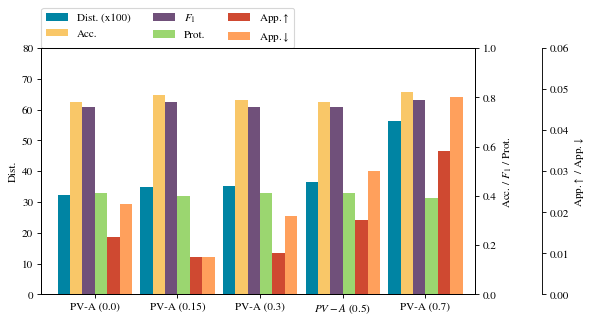 Dist. (x100)
Acc.
F1
Prot.
App.↑
App.↓
80
70
60
50
40
30
20
10
0
Dist.
1.0
0.8
0.6
0.4
0.2
0.0
Acc. / F1 / Prot.
0.06
0.05
0.04
0.03
0.02
0.01
0.00
App.↑ / App.↓
PV-A (0.0)
PV-A (0.15)
PV-A (0.3)
PV − A (0.5)
PV-A (0.7)